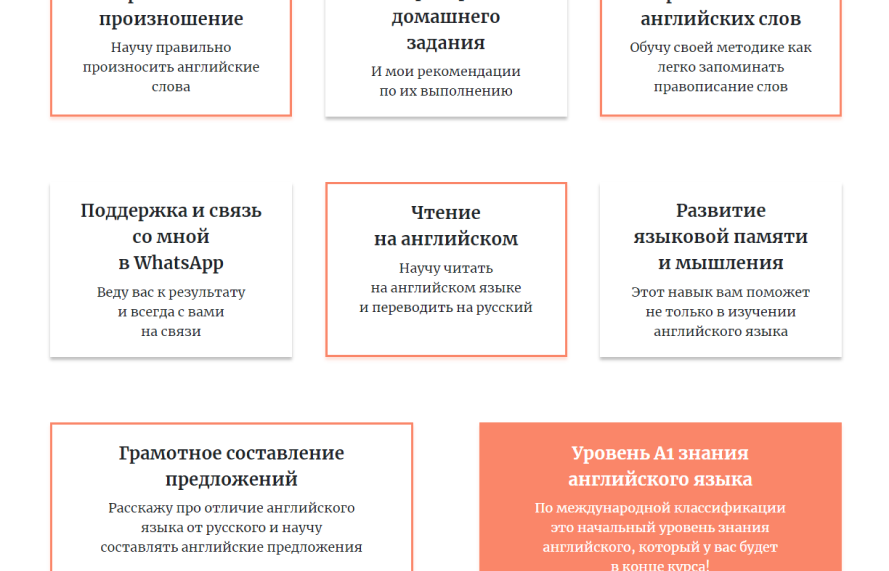 произношение
Научу правильно
произносить английские
слова
домашнего
задания
И мои рекомендации
по их выполнению
английских слов
Обучу своей методике как
легко запоминать
правописание слов
Поддержка и связь
со мной
в WhatsApp
Веду вас к результату
и всегда с вами
на связи
Чтение
на английском
Научу читать
на английском языке
и переводить на русский
Развитие
языковой памяти
и мышления
Этот навык вам поможет
не только в изучении
английского языка
Грамотное составление
предложений
Расскажу про отличие английского
языка от русского и научу
составлять английские предложения
Уровень А1 знания
английского языка
По международной классификации
это начальный уровень знания
английского, который у вас будет
в конце курса!